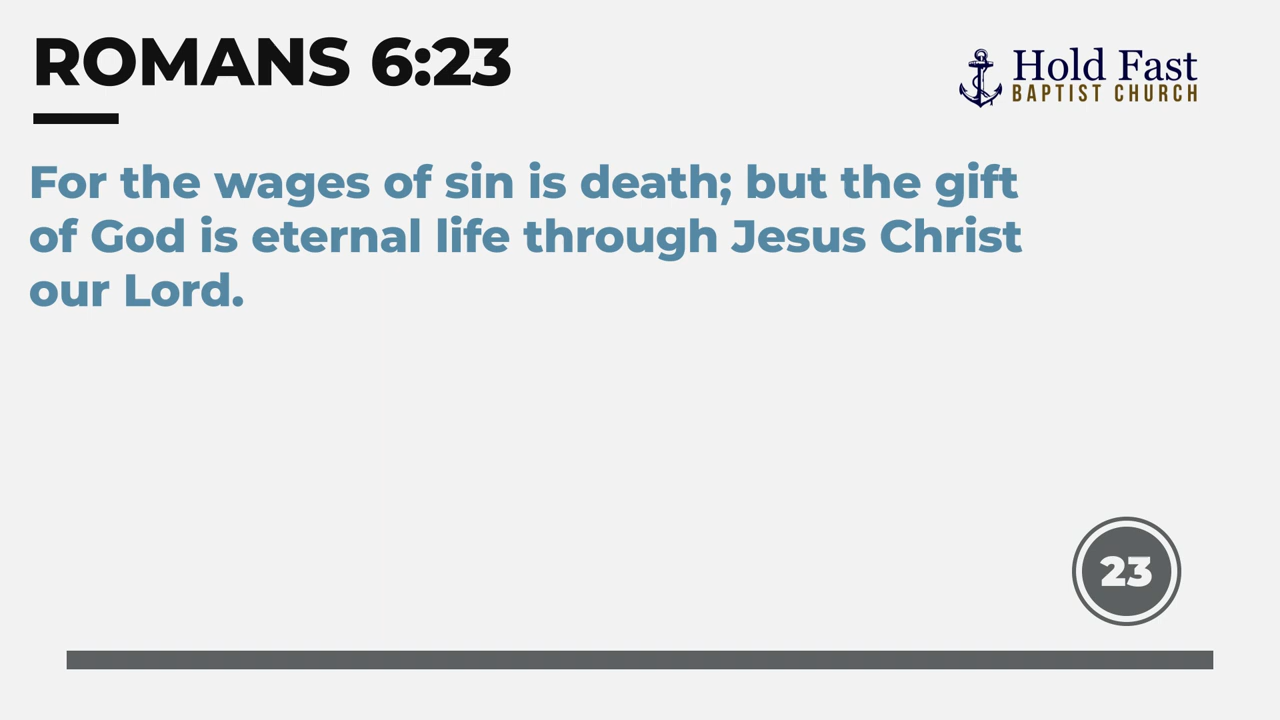 ROMANS 6:23
Hold Fast
BAPTIST CHURCH
For the wages of sin is death; but the gift
of God is eternal life through Jesus Christ
our Lord.
23